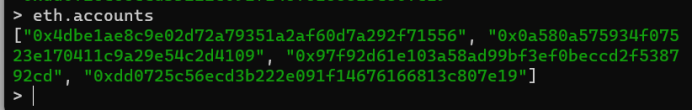 > eth.accounts
["0x4dbe1ae8c9e02d72a79351a2af60d7a292f71556", "0x0a580a575934f075
23e170411c9a29e54c2d4109", "0x97f92d61e103a58ad99bf3ef0beccd2f5387
92cd", "0xdd0725c56ecd3b222e091f14676166813c807e19"]
>